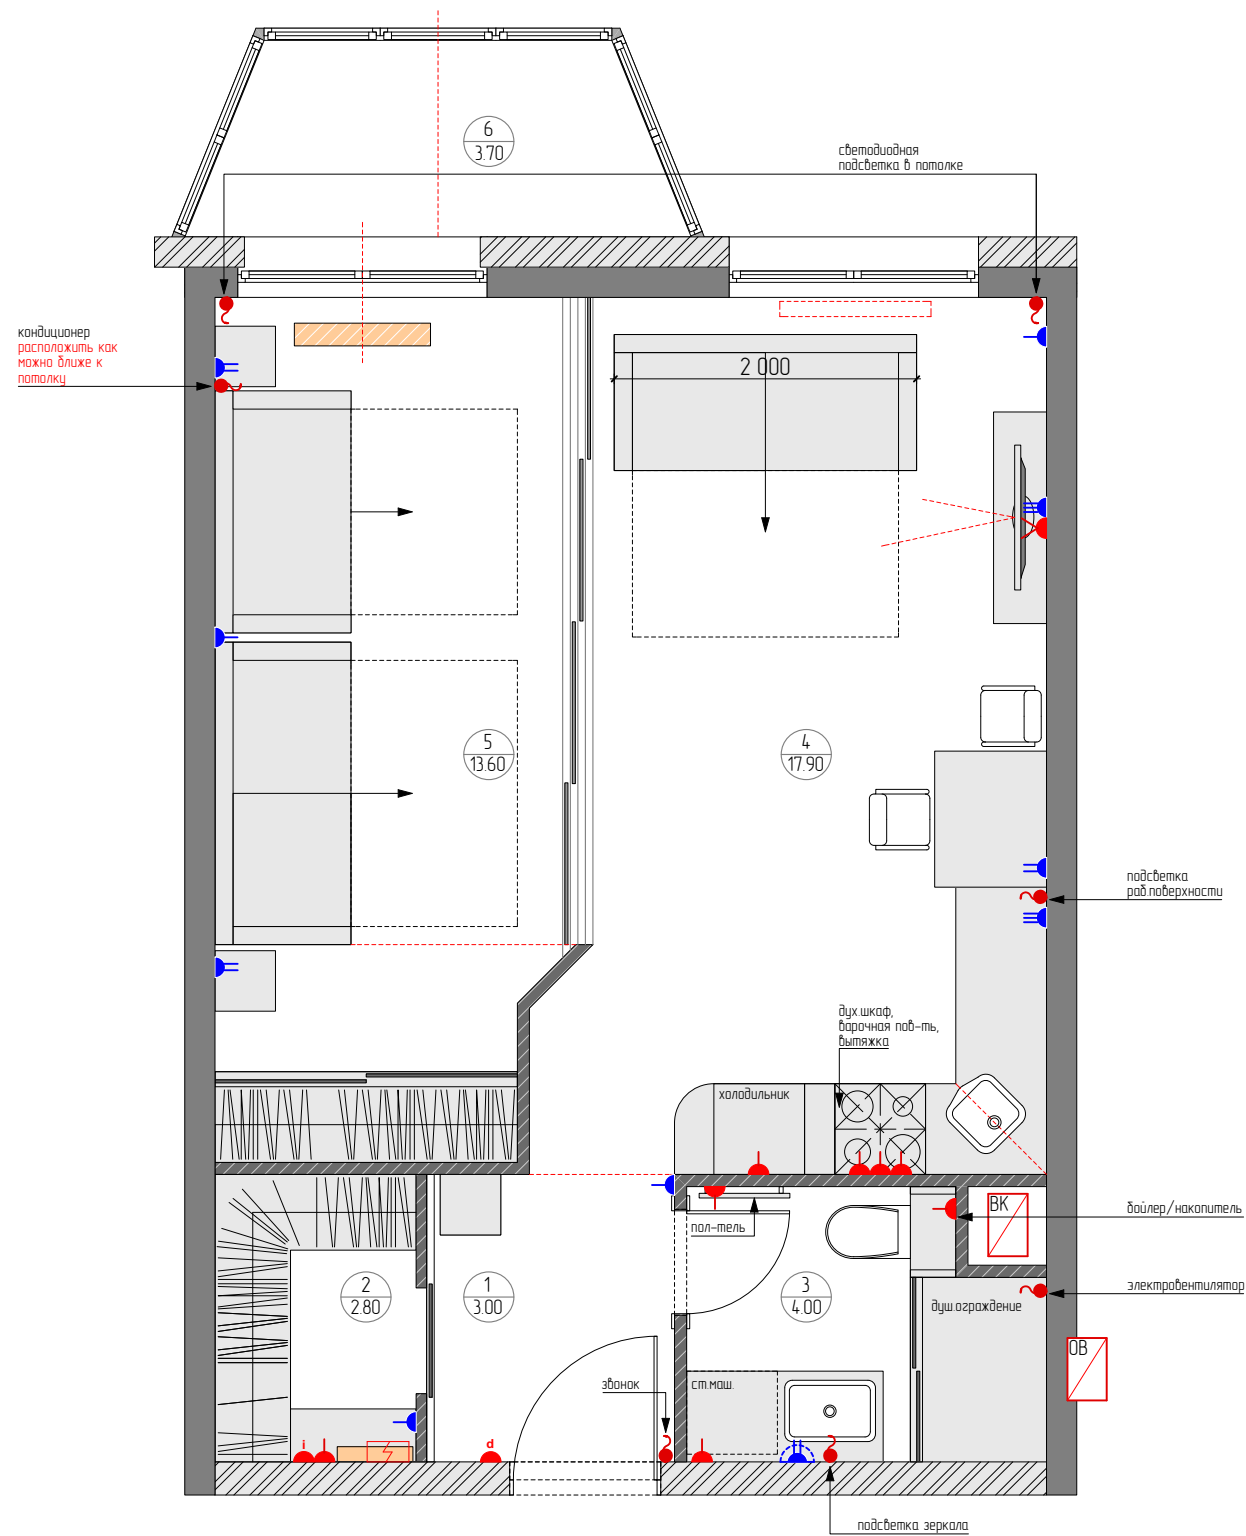 6
3.70
светодиодная
подсветка в потолке
кондиционер
расположить как
можно ближе к
потолку
2 000
5
13.60
4
17.90
подсветка
раб.поверхности
дух.шкаф,
варочная пов-ть,
вытяжка
холодильник
ВК
бойлер/накопитель
пол-тель
2
2.80
1
3.00
3
4.00
электровентилятор
душ.ограждение
ОВ
звонок
ст.маш.
i
d
подсветка зеркала